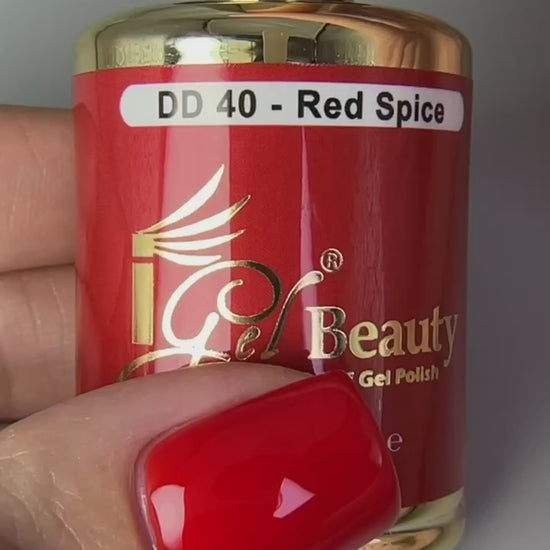 DD 40 - Red Spice
iGel Beauty®
Gel Polish
e